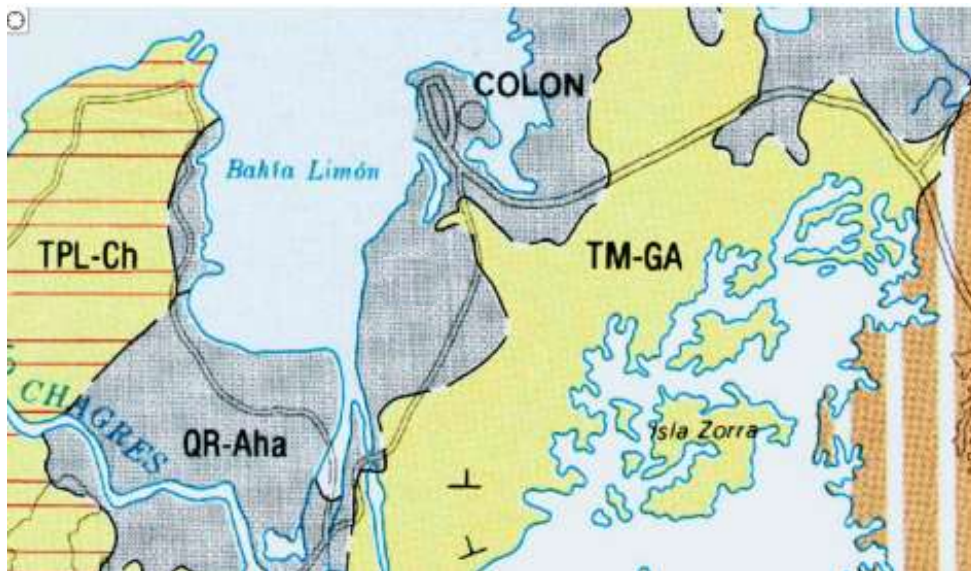 COLON
Bahía Limón
TPL-Ch
TM-GA
CHAGRES
Isla Zorra
QR-Aha